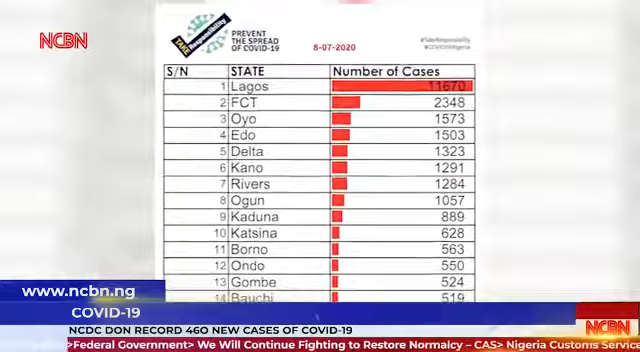 NCBN
TAKE Responsibility
PREVENT
THE SPREAD
OF COVID-19
8-07-2020
#TakeResponsibility
#COVID19Nigeria
S/N STATE Number of Cases
1 Lagos 11670
2 FCT 2348
3 Oyo 1573
4 Edo 1503
5 Delta 1323
6 Kano 1291
7 Rivers 1284
8 Ogun 1057
9 Kaduna 889
10 Katsina 628
11 Borno 563
12 Ondo 550
13 Gombe 524
14 Bauchi 519
www.ncbn.ng
COVID-19
NCDC DON RECORD 460 NEW CASES OF COVID-19
NCBN
>Federal Government> We Will Continue Fighting to Restore Normalcy – CAS> Nigeria Customs Service